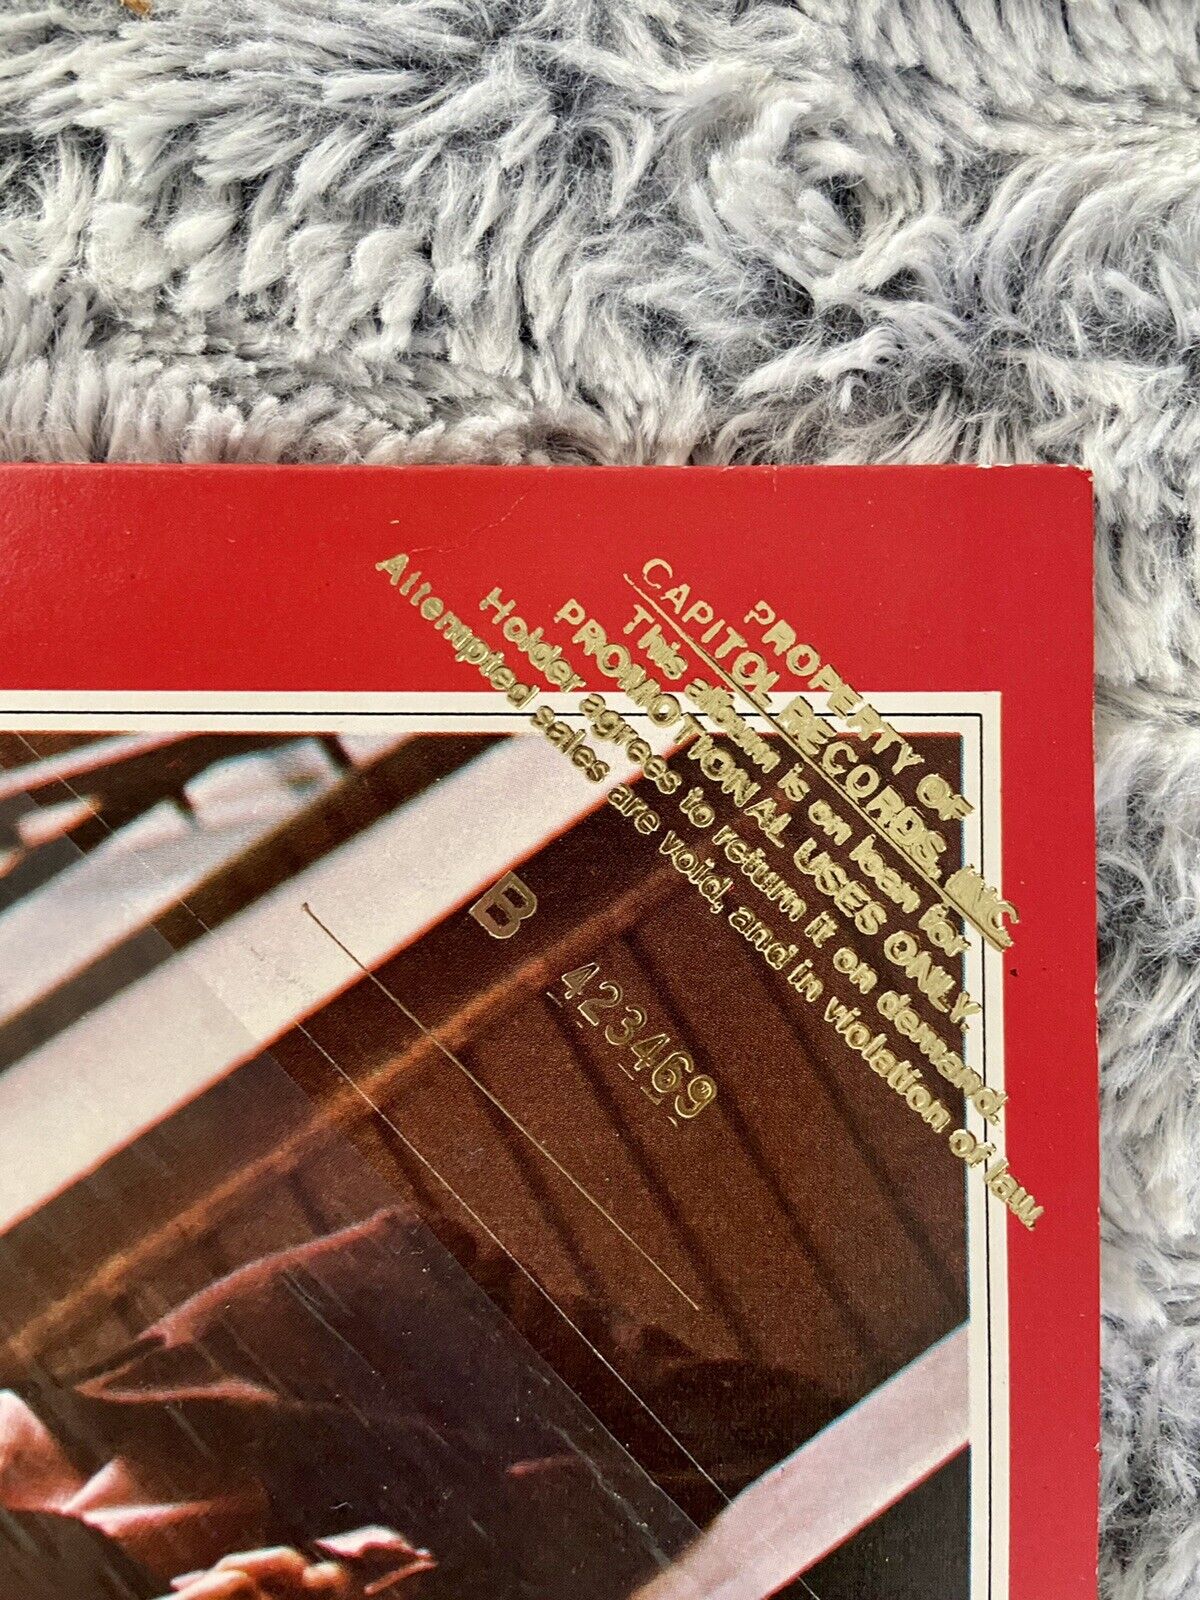 PROPERTY OF
CAPITOL RECORDS, INC.
This album is on loan for
PROMOTIONAL USES ONLY.
Holder agrees to return it on demand.
Attempted sales are void, and in violation of law.
B
423469